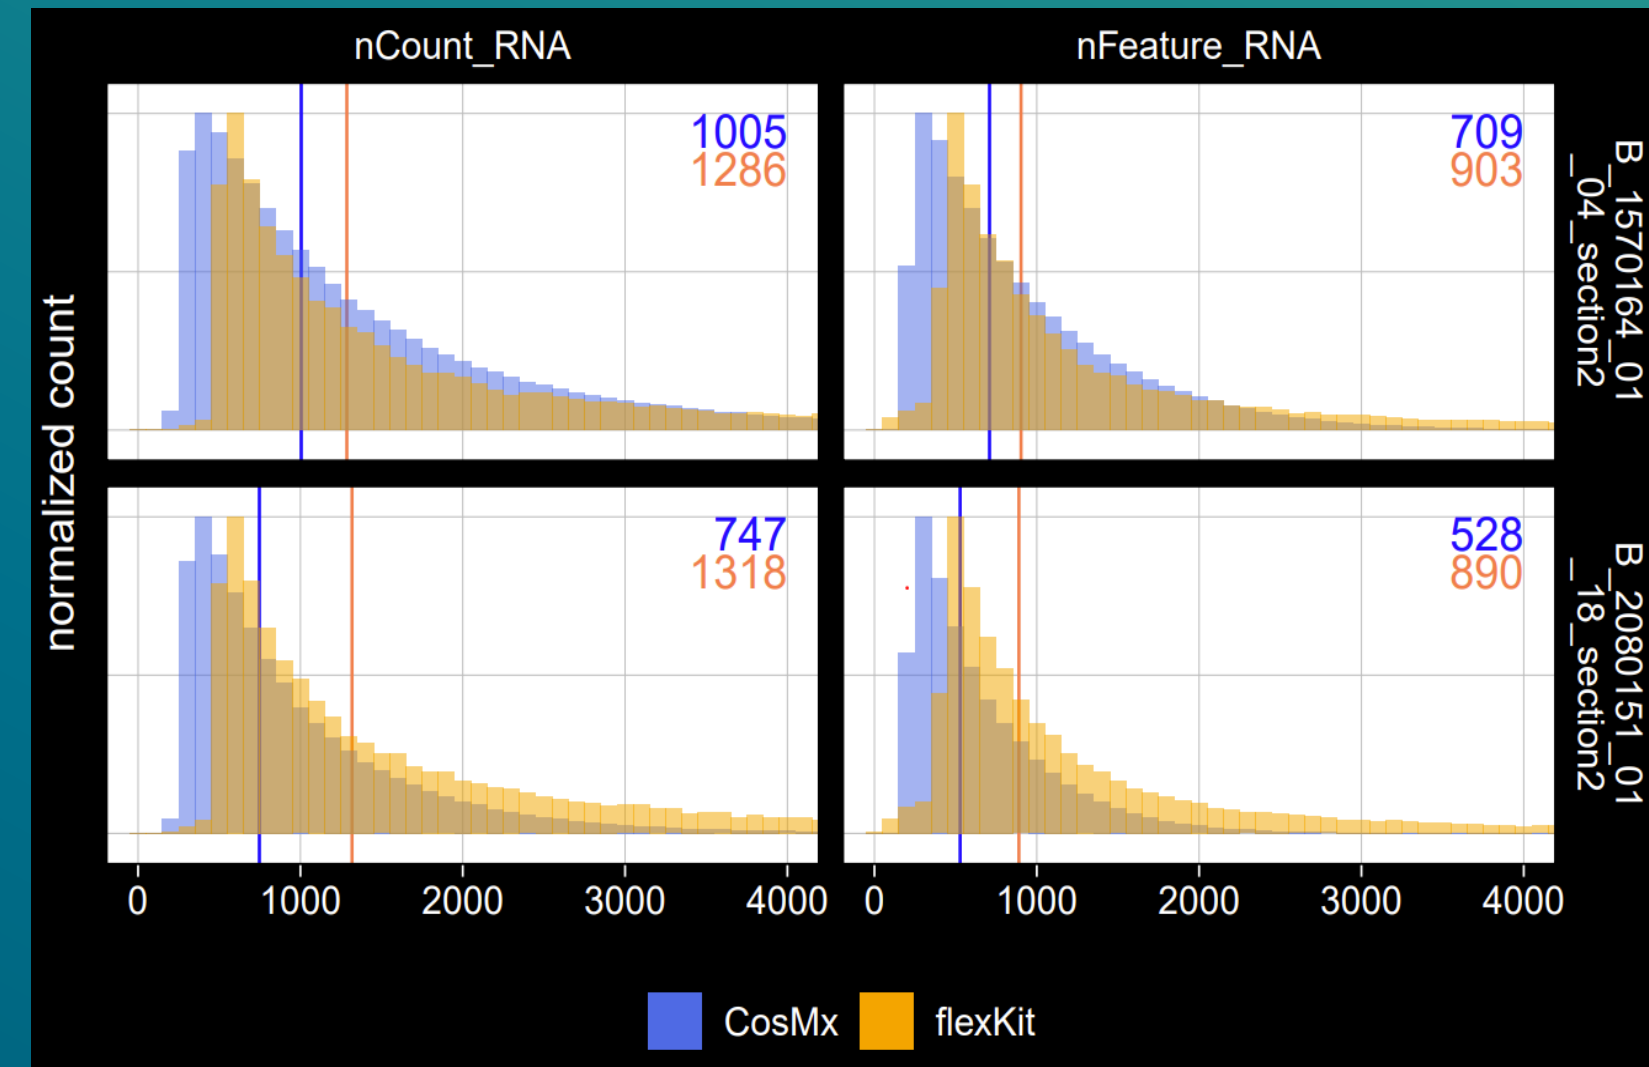 nCount_RNA
nFeature_RNA
normalized count
1005
1286
709
903
B_1570164_01
_04_section2
747
1318
528
890
B_2080151_01
_18_section2
0 1000 2000 3000 4000
0 1000 2000 3000 4000
CosMx flexKit